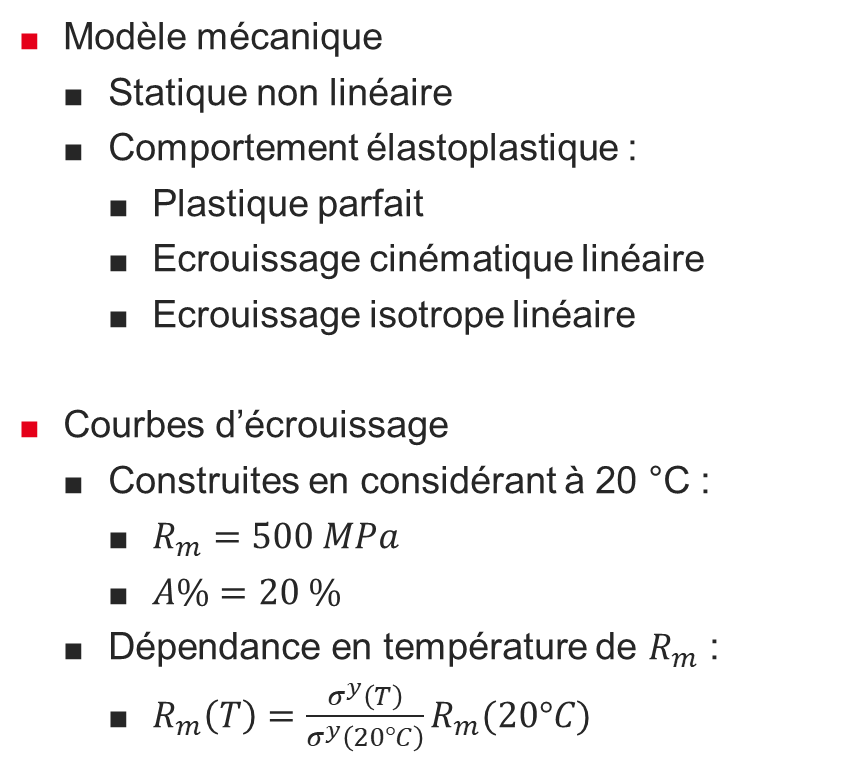 ■ Modèle mécanique
■ Statique non linéaire
■ Comportement élastoplastique :
■ Plastique parfait
■ Ecrouissage cinématique linéaire
■ Ecrouissage isotrope linéaire
■ Courbes d’écrouissage
■ Construites en considérant à 20 °C :
■ $R_m = 500\ MPa$
■ $A\% = 20\ \%$
■ Dépendance en température de $R_m$ :
■ $R_m(T) = \frac{\sigma^y(T)}{\sigma^y(20°C)} R_m(20°C)$